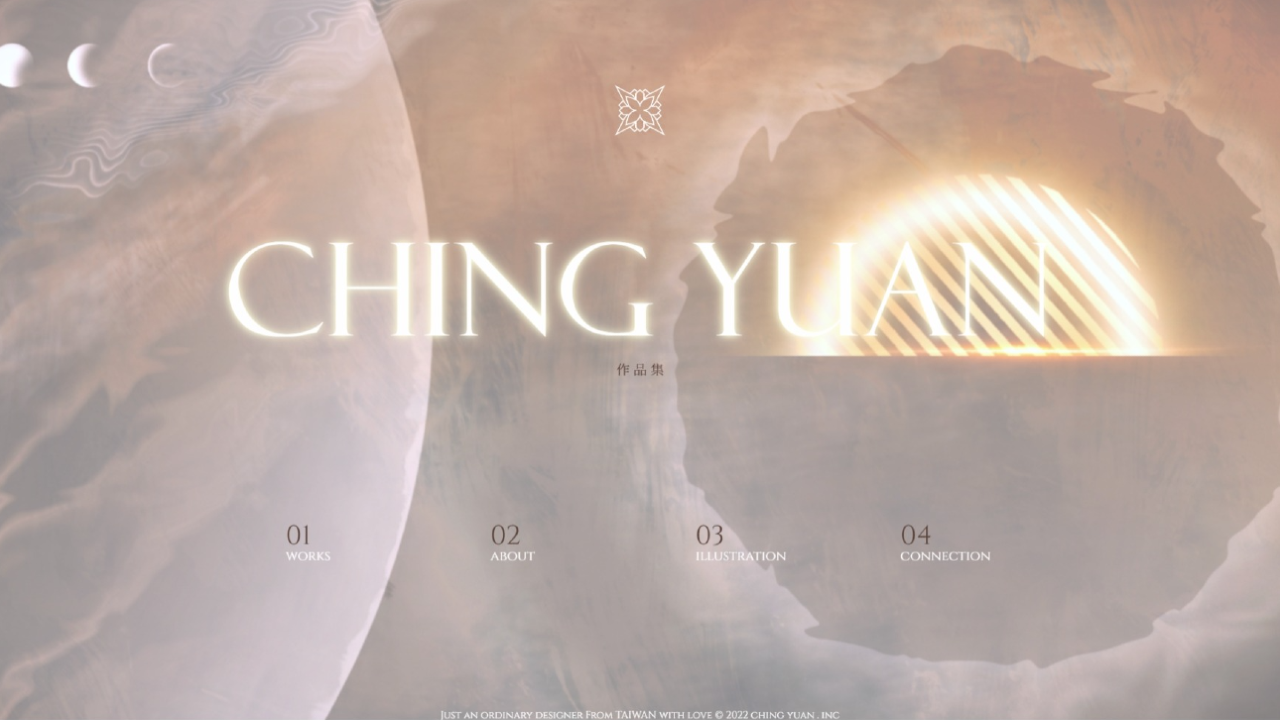 CHING YUAN
作品集
01
WORKS
02
ABOUT
03
ILLUSTRATION
04
CONNECTION
JUST AN ORDINARY DESIGNER FROM TAIWAN WITH LOVE © 2022 CHING YUAN . INC